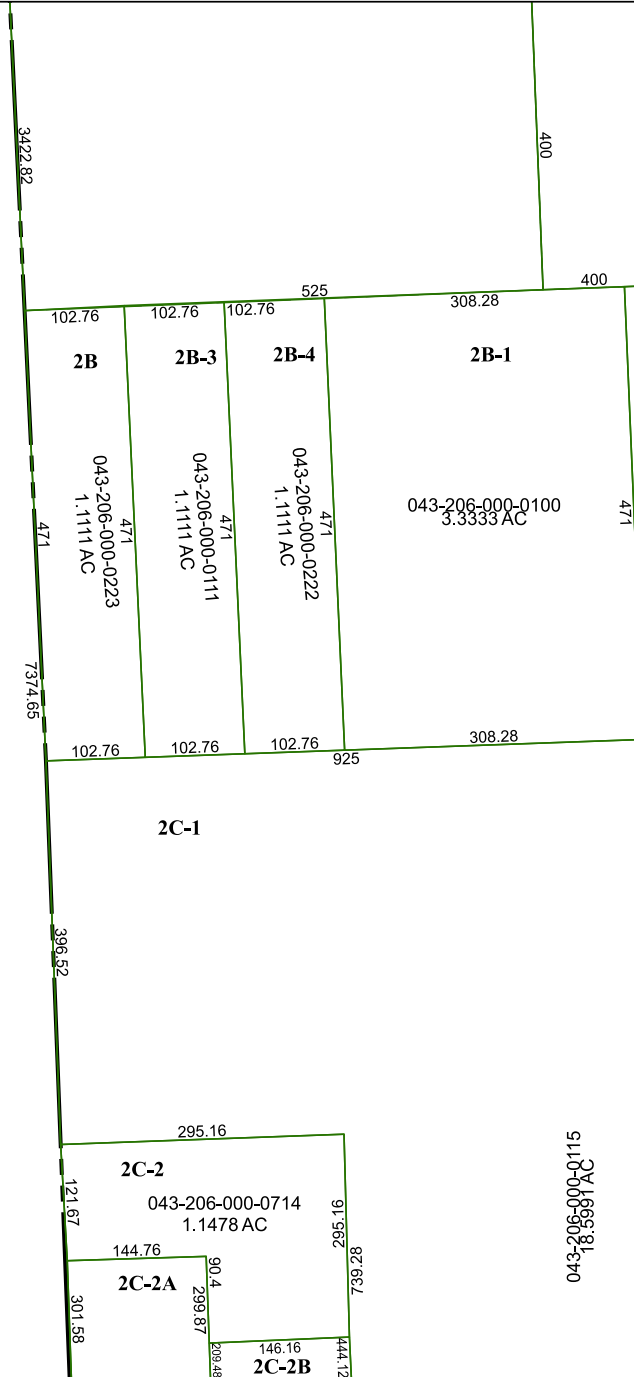 3422.82
400
525
400
102.76
102.76
102.76
308.28
2B
2B-3
2B-4
2B-1
043-206-000-0223
1.1111 AC
471
043-206-000-0111
1.1111 AC
471
043-206-000-0222
1.1111 AC
471
043-206-000-0100
3.3333 AC
471
471
7374.65
102.76
102.76
102.76
308.28
925
2C-1
396.52
295.16
2C-2
043-206-000-0714
1.1478 AC
121.67
295.16
739.28
043-206-000-0115
18.5991 AC
144.76
90.4
2C-2A
299.87
301.58
146.16
209.48
444.12
2C-2B